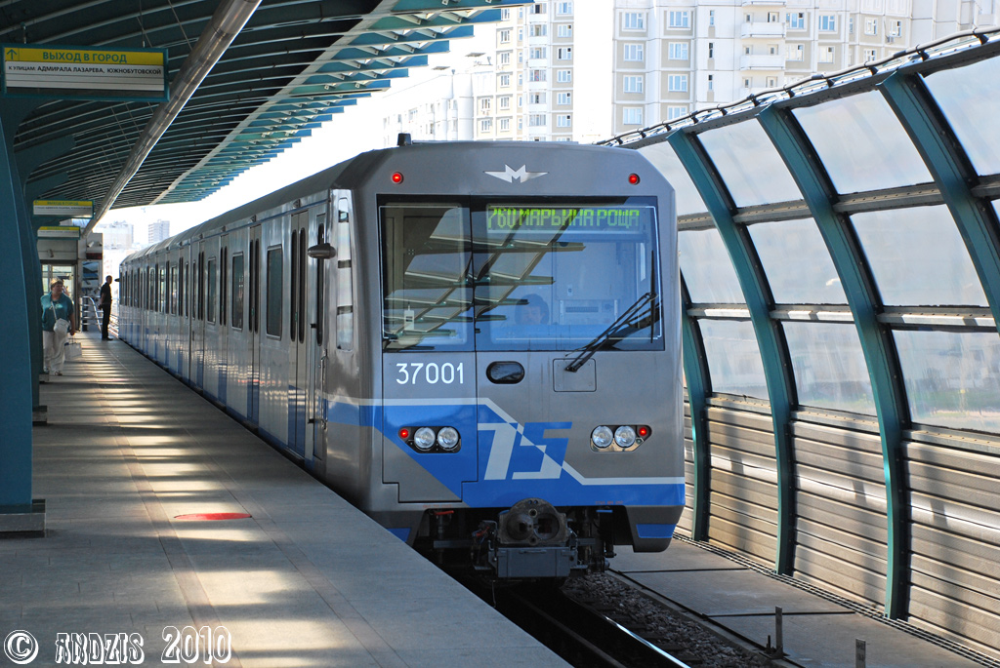 ВЫХОД В ГОРОД
К УЛИЦАМ: АДМИРАЛА ЛАЗАРЕВА, ЮЖНОБУТОВСКОЙ
М
МАРЬИНА РОЩА
37001
75
© ANDZIS 2010